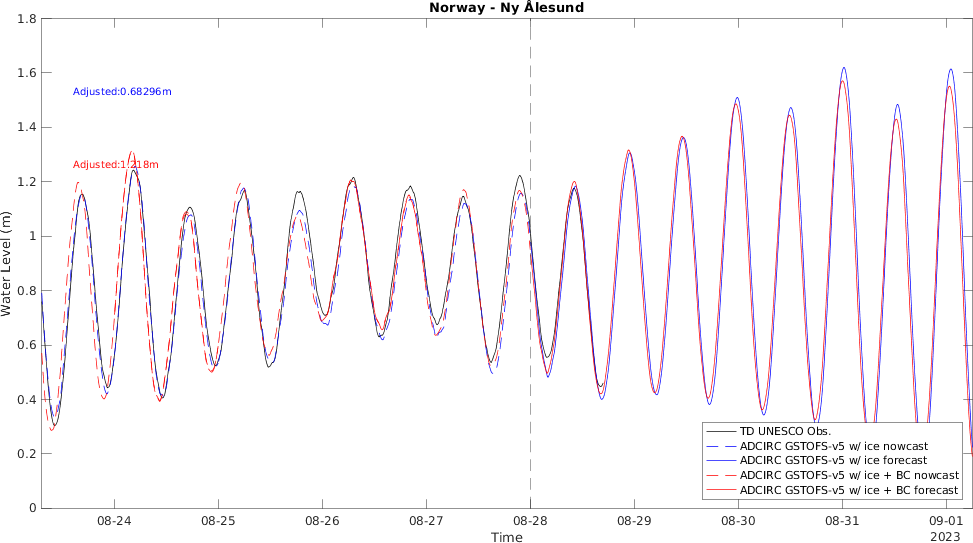 Norway - Ny Ålesund
1.8
1.6
1.4
1.2
1
0.8
0.6
0.4
0.2
0
Water Level (m)
Adjusted:0.68296m
Adjusted:1.218m
TD UNESCO Obs.
ADCIRC GSTOFS-v5 w/ ice nowcast
ADCIRC GSTOFS-v5 w/ ice forecast
ADCIRC GSTOFS-v5 w/ ice + BC nowcast
ADCIRC GSTOFS-v5 w/ ice + BC forecast
08-24 08-25 08-26 08-27 08-28 08-29 08-30 08-31 09-01
Time
2023